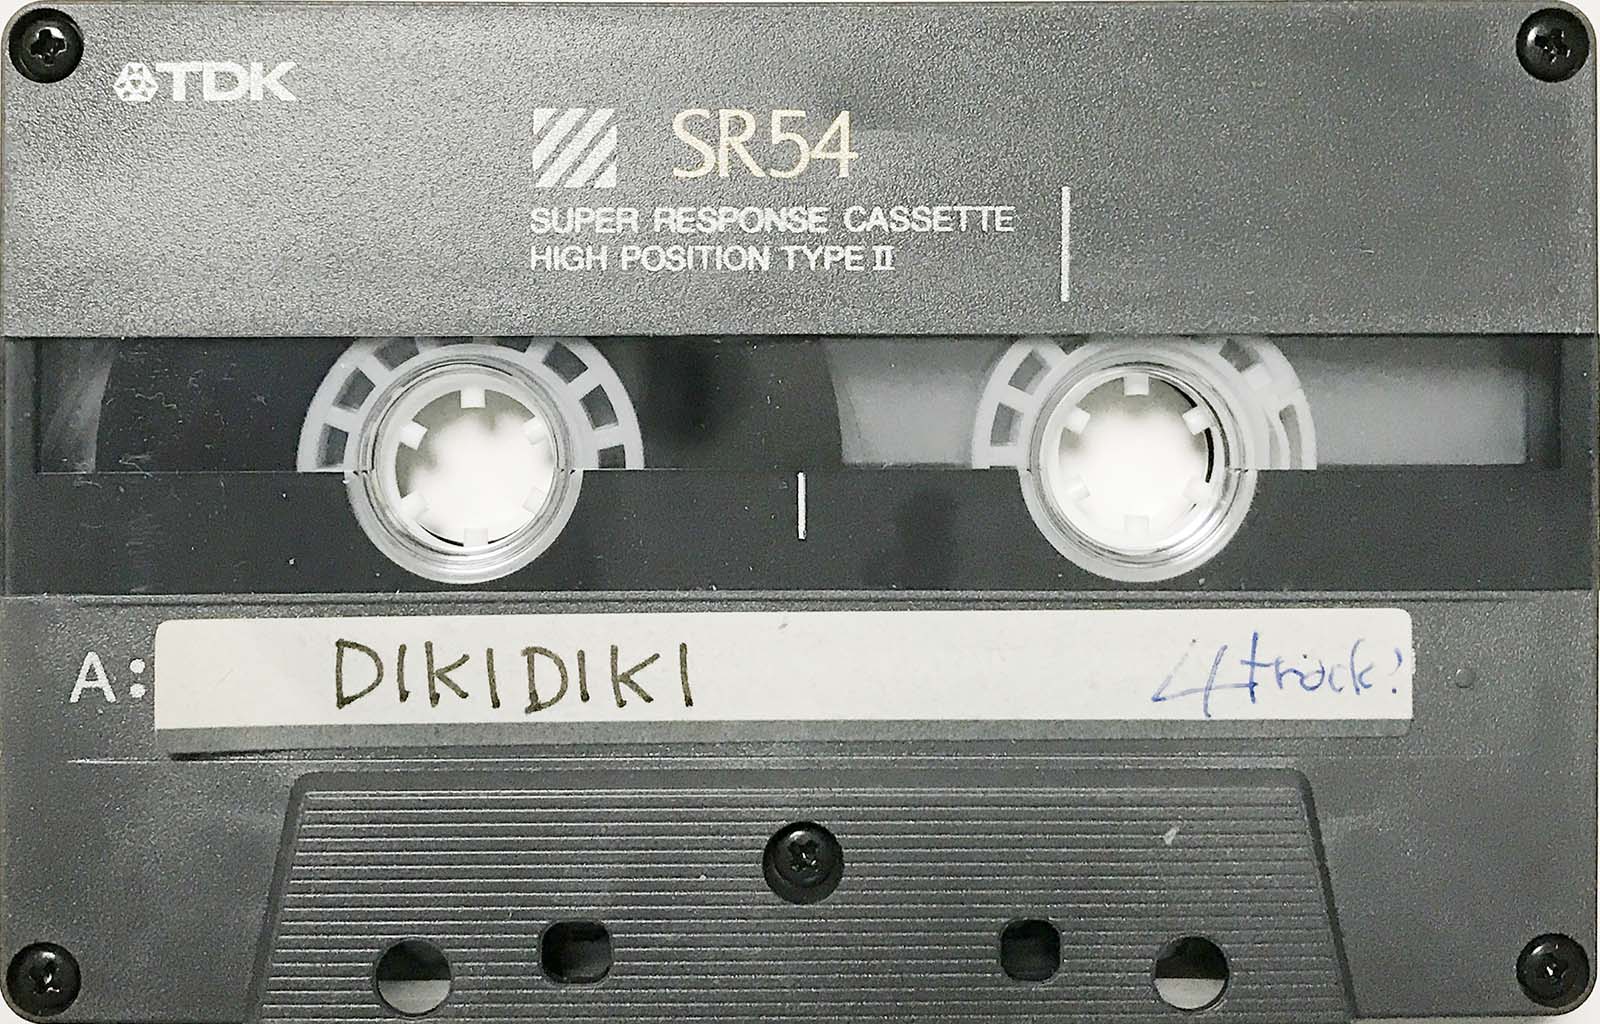 TDK
SR54
SUPER RESPONSE CASSETTE
HIGH POSITION TYPE II
A: DIKIDIKI 4track!